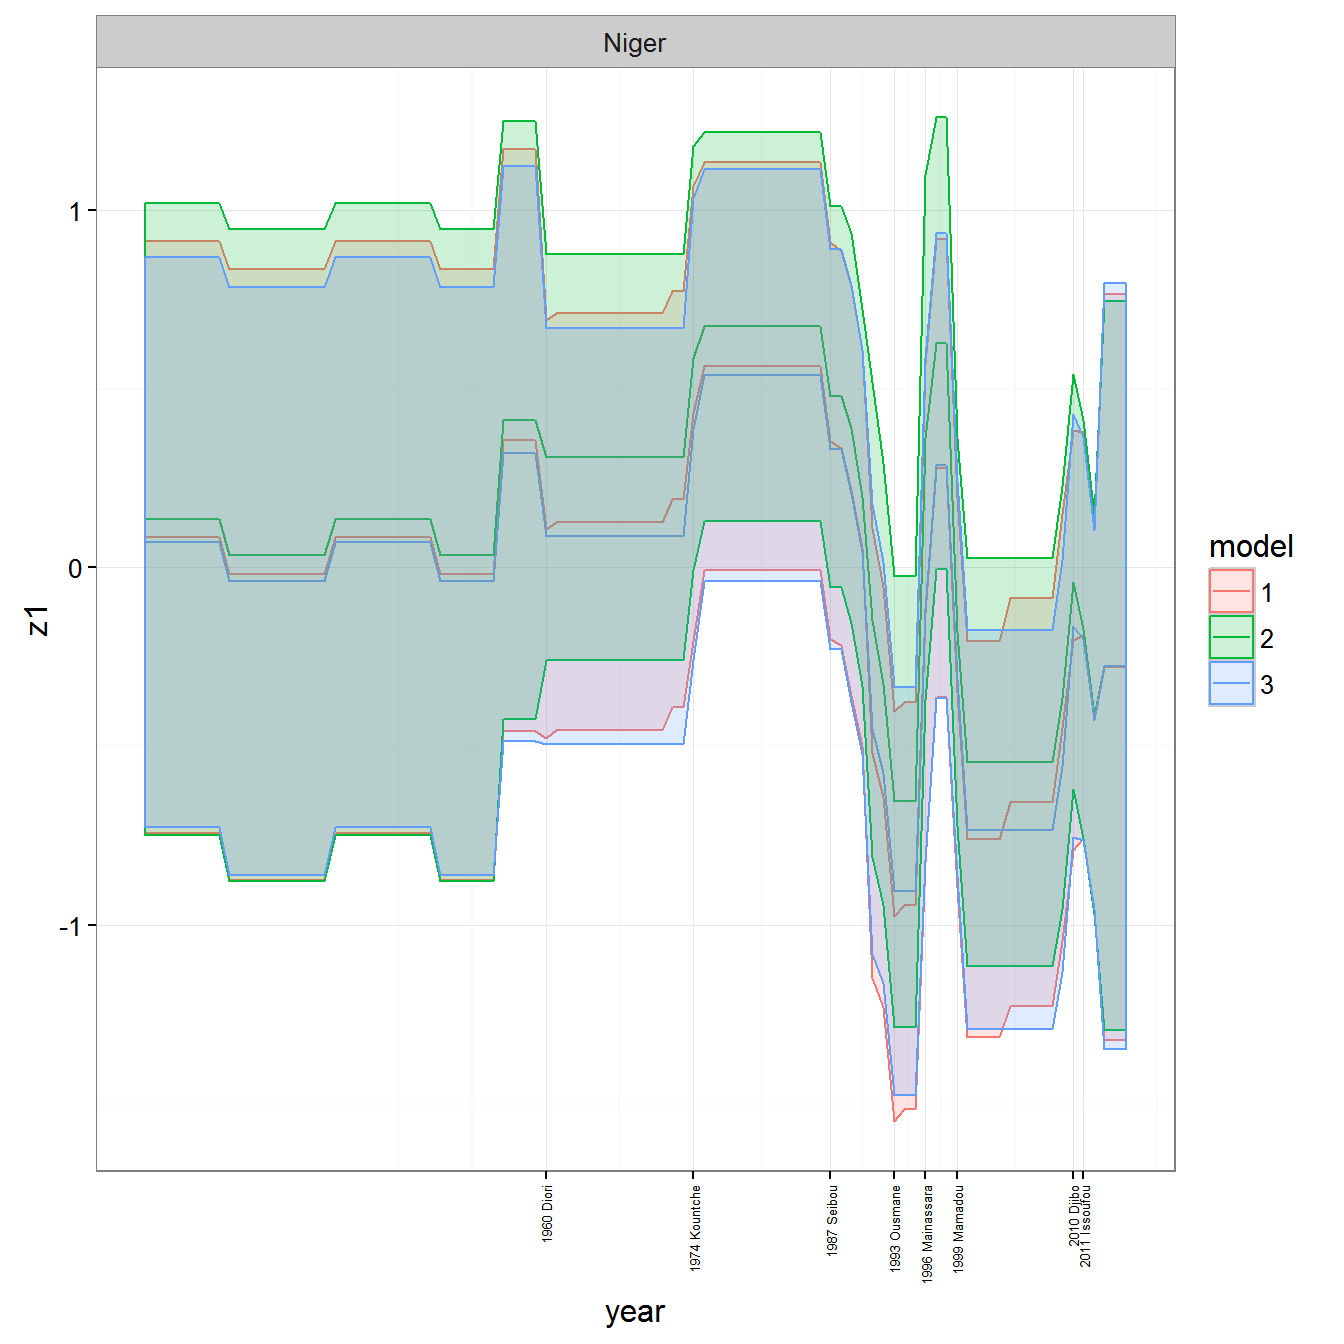 Niger
1
0
-1
z1
1960 Diori
1974 Kountche
1987 Seibou
1993 Ousmane
1996 Mainassara
1999 Mamadou
2010 Djibo
2011 Issoufou
year
model
1
2
3